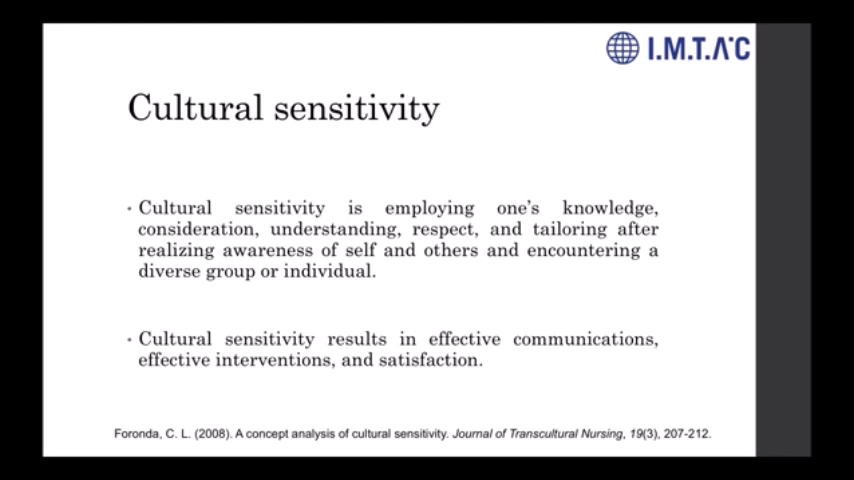 I.M.T.A'C
Cultural sensitivity
• Cultural sensitivity is employing one's knowledge,
consideration, understanding, respect, and tailoring after
realizing awareness of self and others and encountering a
diverse group or individual.
• Cultural sensitivity results in effective communications,
effective interventions, and satisfaction.
Foronda, C. L. (2008). A concept analysis of cultural sensitivity. Journal of Transcultural Nursing, 19(3), 207-212.